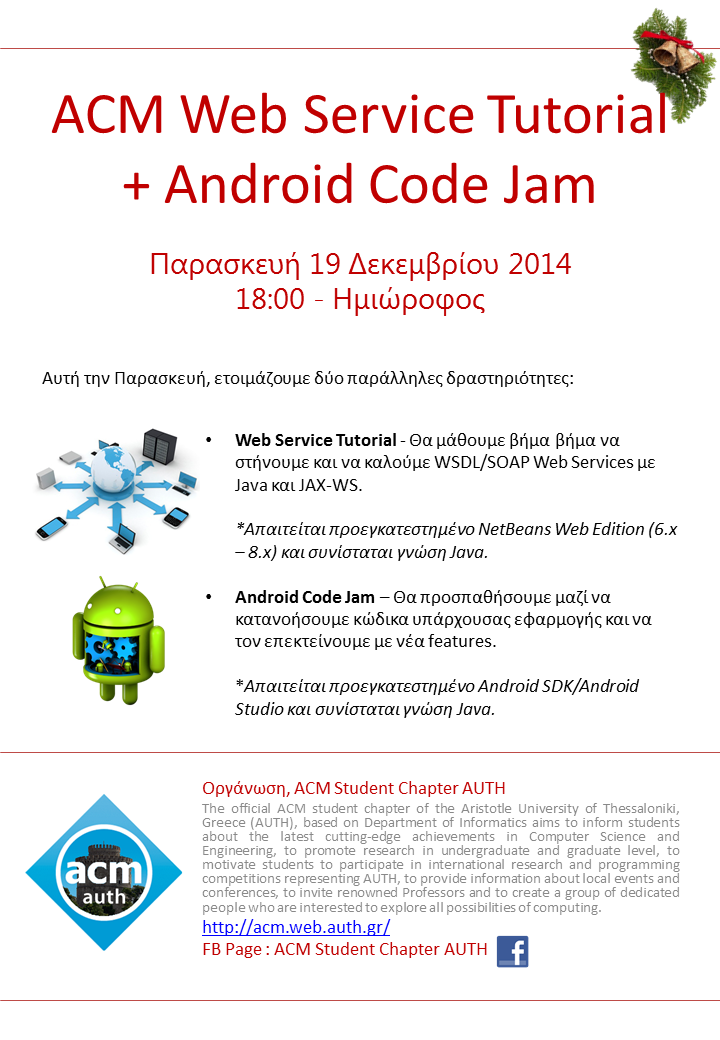 ACM Web Service Tutorial
+ Android Code Jam
Παρασκευή 19 Δεκεμβρίου 2014
18:00 - Ημιώροφος
Αυτή την Παρασκευή, ετοιμάζουμε δύο παράλληλες δραστηριότητες:
• Web Service Tutorial - Θα μάθουμε βήμα βήμα να
στήνουμε και να καλούμε WSDL/SOAP Web Services με
Java και JAX-WS.
*Απαιτείται προεγκατεστημένο NetBeans Web Edition (6.x
– 8.x) και συνίσταται γνώση Java.
• Android Code Jam – Θα προσπαθήσουμε μαζί να
κατανοήσουμε κώδικα υπάρχουσας εφαρμογής και να
τον επεκτείνουμε με νέα features.
*Απαιτείται προεγκατεστημένο Android SDK/Android
Studio και συνίσταται γνώση Java.
Οργάνωση, ACM Student Chapter AUTH
The official ACM student chapter of the Aristotle University of Thessaloniki,
Greece (AUTH), based on Department of Informatics aims to inform students
about the latest cutting-edge achievements in Computer Science and
Engineering, to promote research in undergraduate and graduate level, to
motivate students to participate in international research and programming
competitions representing AUTH, to provide information about local events and
conferences, to invite renowned Professors and to create a group of dedicated
people who are interested to explore all possibilities of computing.
http://acm.web.auth.gr/
FB Page : ACM Student Chapter AUTH
acm
auth